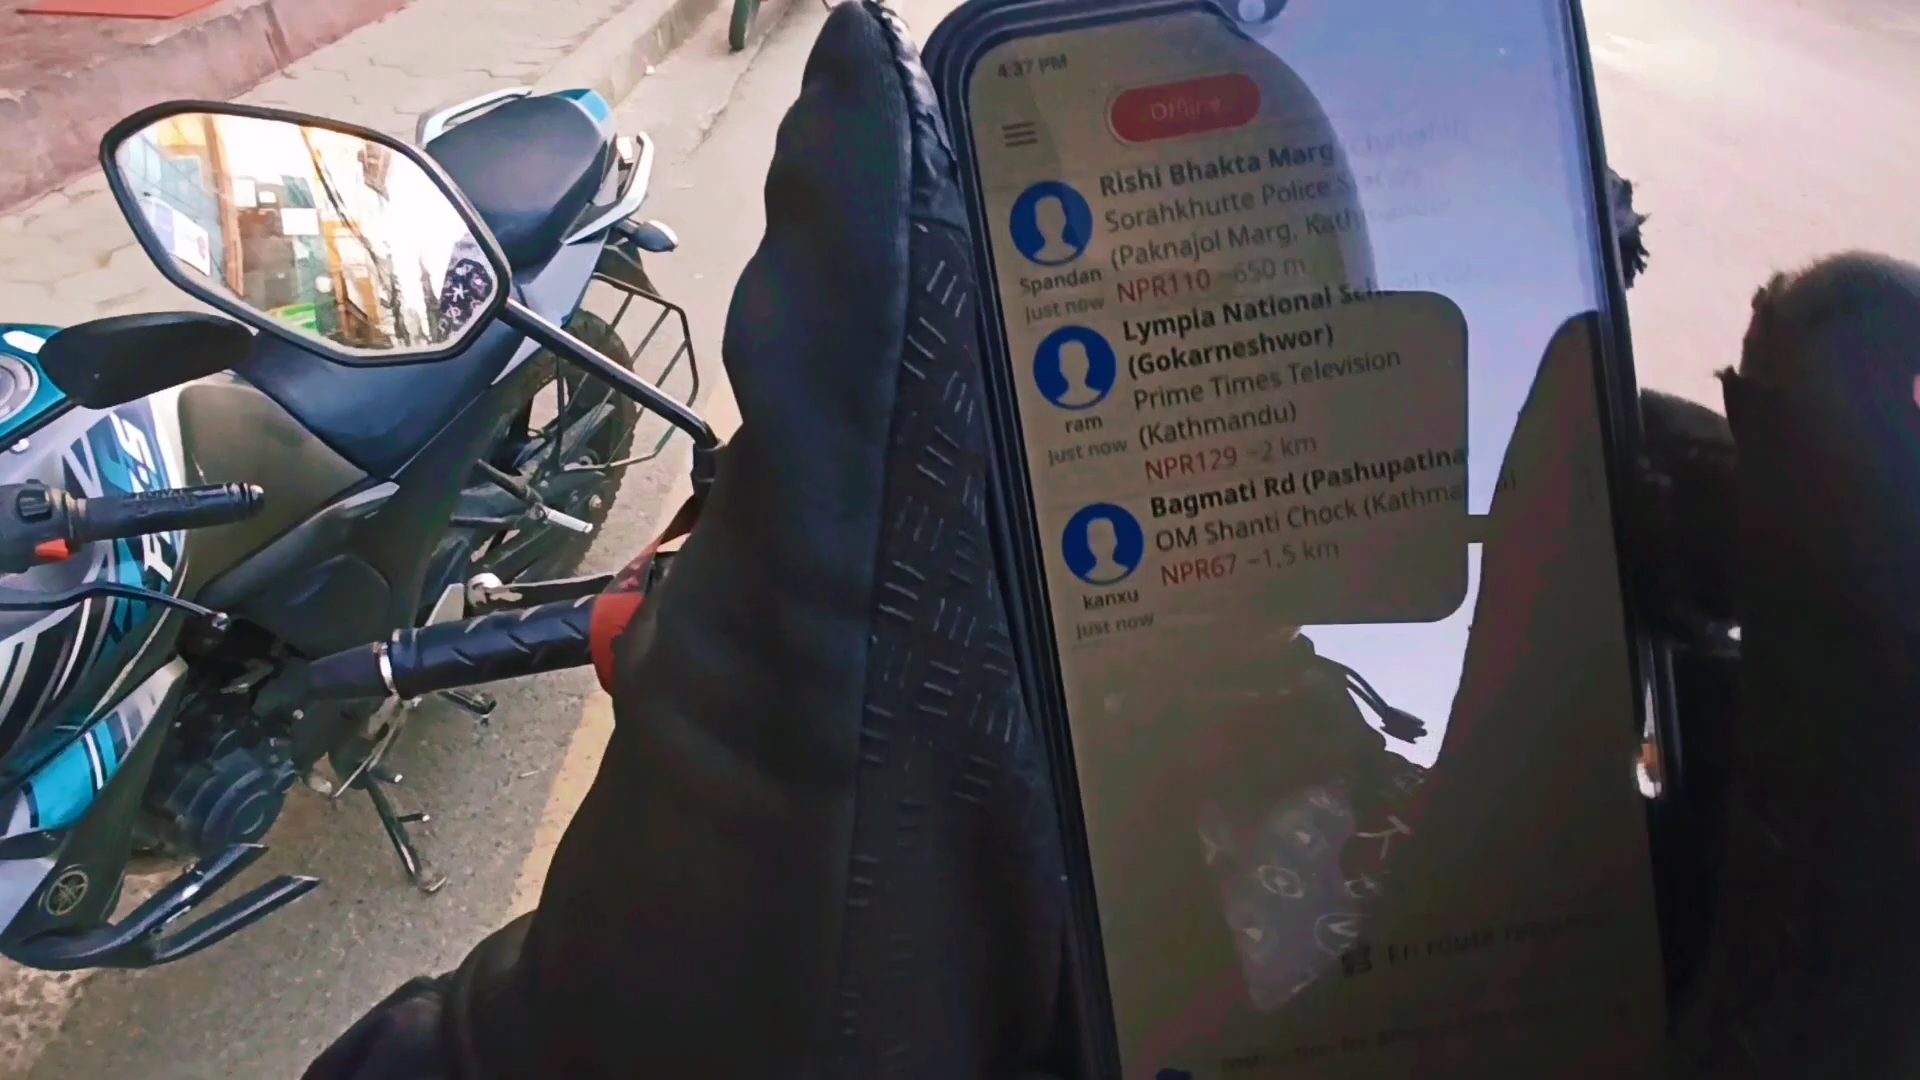 4:37 PM
Offline
Rishi Bhakta Marg
Sorahkhutte Police
(Paknajol Marg,
NPR110 ~650 m
Spandan
Just now
Lympia National
(Gokarneshwor)
Prime Times Television
(Kathmandu)
NPR129 ~2 km
ram
Just now
Bagmati Rd
OM Shanti Chock
NPR67 ~1.5 km
kanxu
Just now
En route